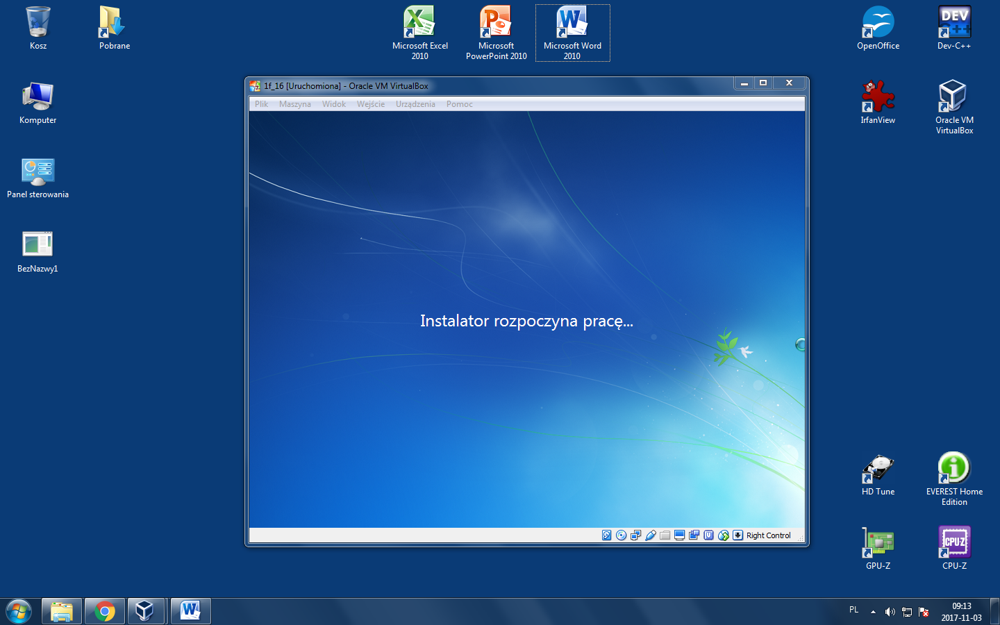 Kosz
Pobrane
Microsoft Excel
2010
Microsoft
PowerPoint 2010
Microsoft Word
2010
OpenOffice
DEV
Dev-C++
Komputer
IrfanView
Oracle VM
VirtualBox
Panel sterowania
BezNazwy1
1f_16 [Uruchomiona] - Oracle VM VirtualBox
Plik Maszyna Widok Wejście Urządzenia Pomoc
Instalator rozpoczyna pracę...
Right Control
HD Tune
EVEREST Home
Edition
GPU-Z
CPU-Z
CPU-Z
PL
09:13
2017-11-03